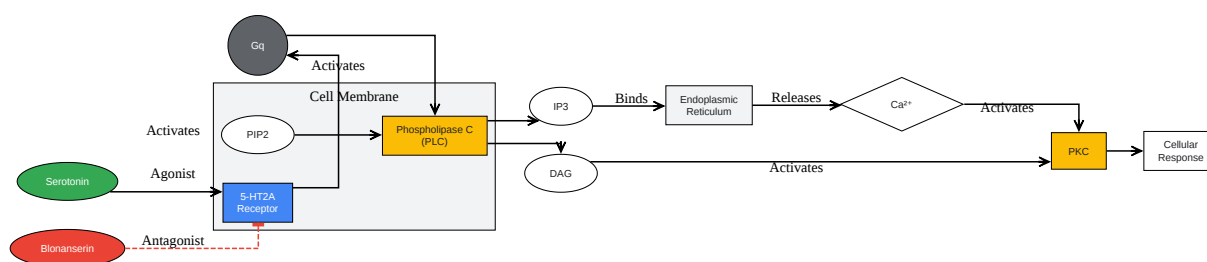 Gq
Activates
Cell Membrane
Activates
PIP2
Phospholipase C
(PLC)
IP3
Binds
Endoplasmic
Reticulum
Releases
Ca²⁺
Activates
Serotonin
Agonist
5-HT2A
Receptor
DAG
Activates
PKC
Cellular
Response
Blonanserin
Antagonist